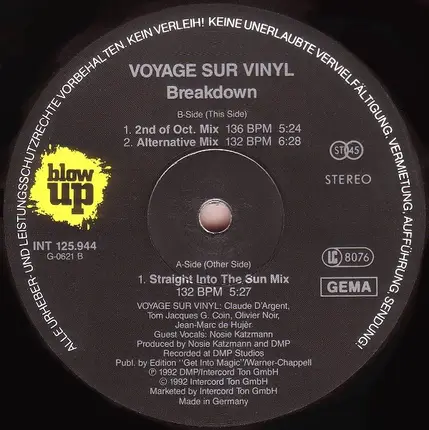 ALLE URHEBER- UND LEISTUNGSSCHUTZRECHTE VORBEHALTEN. KEIN VERLEIH! KEINE UNERLAUBTE VERVIELFÄLTIGUNG, VERMIETUNG, AUFFÜHRUNG, SENDUNG!
VOYAGE SUR VINYL
Breakdown
B-Side (This Side)
1. 2nd of Oct. Mix 136 BPM 5:24
2. Alternative Mix 132 BPM 6:28
blow
up
ST 45
STEREO
INT 125.944
G-0621 B
LC 8076
GEMA
A-Side (Other Side)
1. Straight Into The Sun Mix
132 BPM 5:27
VOYAGE SUR VINYL: Claude D'Argent,
Tom Jacques G. Coin, Olivier Noir,
Jean-Marc de Hujér
Guest Vocals: Nosie Katzmann
Produced by Nosie Katzmann and DMP
Recorded at DMP Studios
Publ. by Edition "Get Into Magic"/Warner-Chappell
Ⓟ 1992 DMP/Intercord Ton GmbH
© 1992 Intercord Ton GmbH
Marketed by Intercord Ton GmbH
Made in Germany